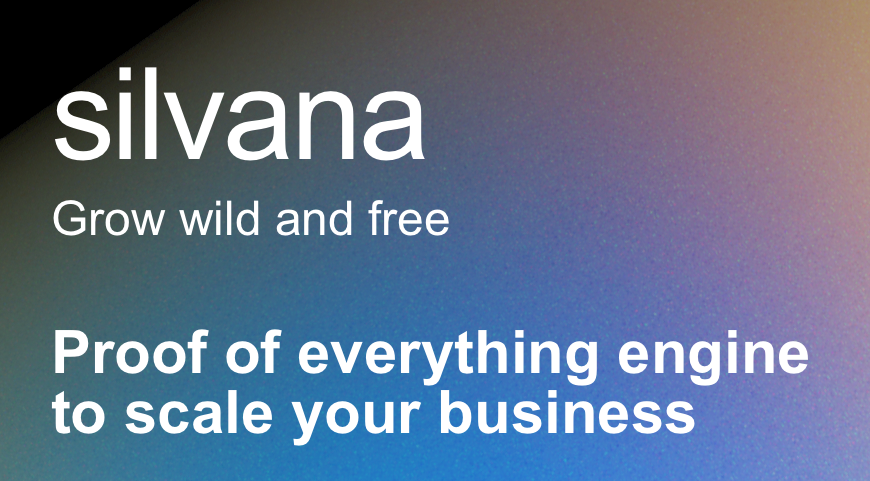 silvana
Grow wild and free
Proof of everything engine
to scale your business